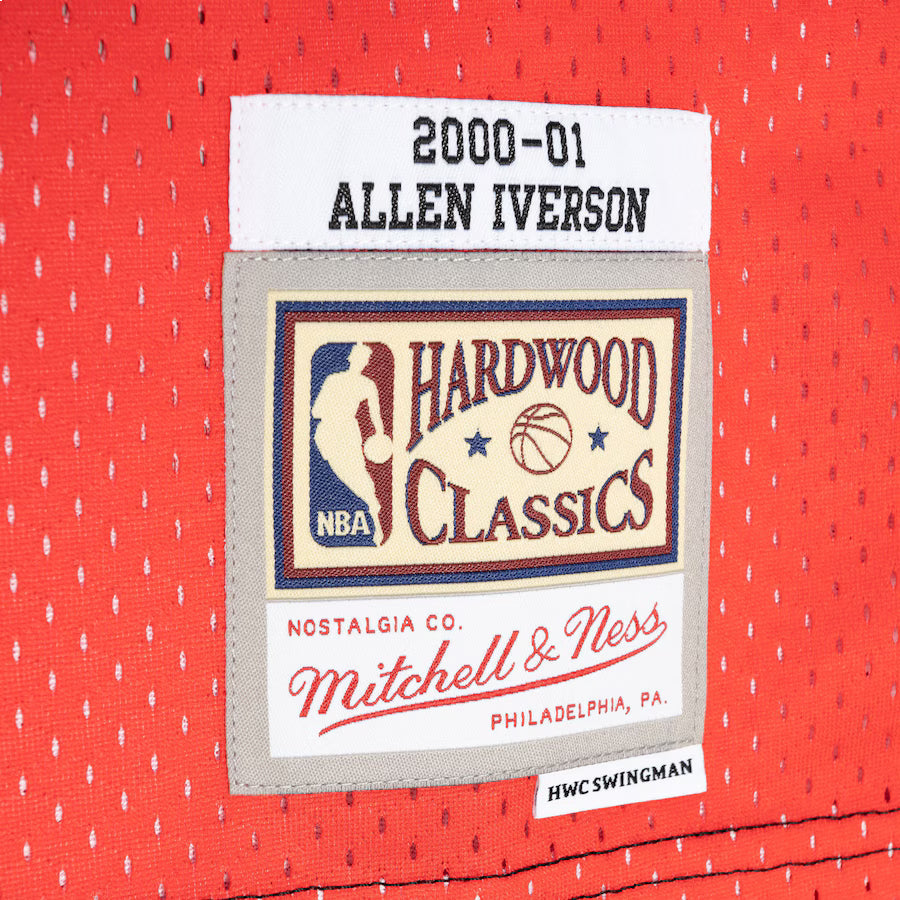 2000-01
ALLEN IVERSON
HARDWOOD
CLASSICS
NBA
NOSTALGIA CO.
Mitchell & Ness
PHILADELPHIA, PA.
HWC SWINGMAN